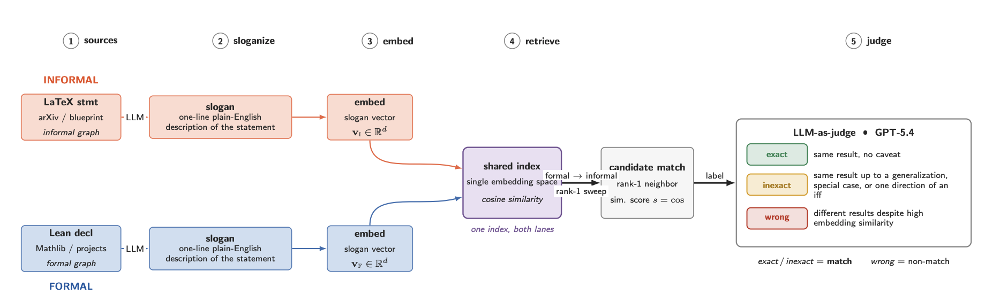 1 sources
2 sloganize
3 embed
4 retrieve
5 judge
INFORMAL
LaTeX stmt
arXiv / blueprint
informal graph
LLM
slogan
one-line plain-English
description of the statement
embed
slogan vector
v_I ∈ ℝ^d
Lean decl
Mathlib / projects
formal graph
LLM
slogan
one-line plain-English
description of the statement
embed
slogan vector
v_F ∈ ℝ^d
FORMAL
shared index
single embedding space
cosine similarity
one index, both lanes
formal → informal
rank-1 sweep
candidate match
rank-1 neighbor
sim. score s = cos
label
LLM-as-judge • GPT-5.4
exact
same result, no caveat
inexact
same result up to a generalization,
special case, or one direction of an
iff
wrong
different results despite high
embedding similarity
exact / inexact = match
wrong = non-match